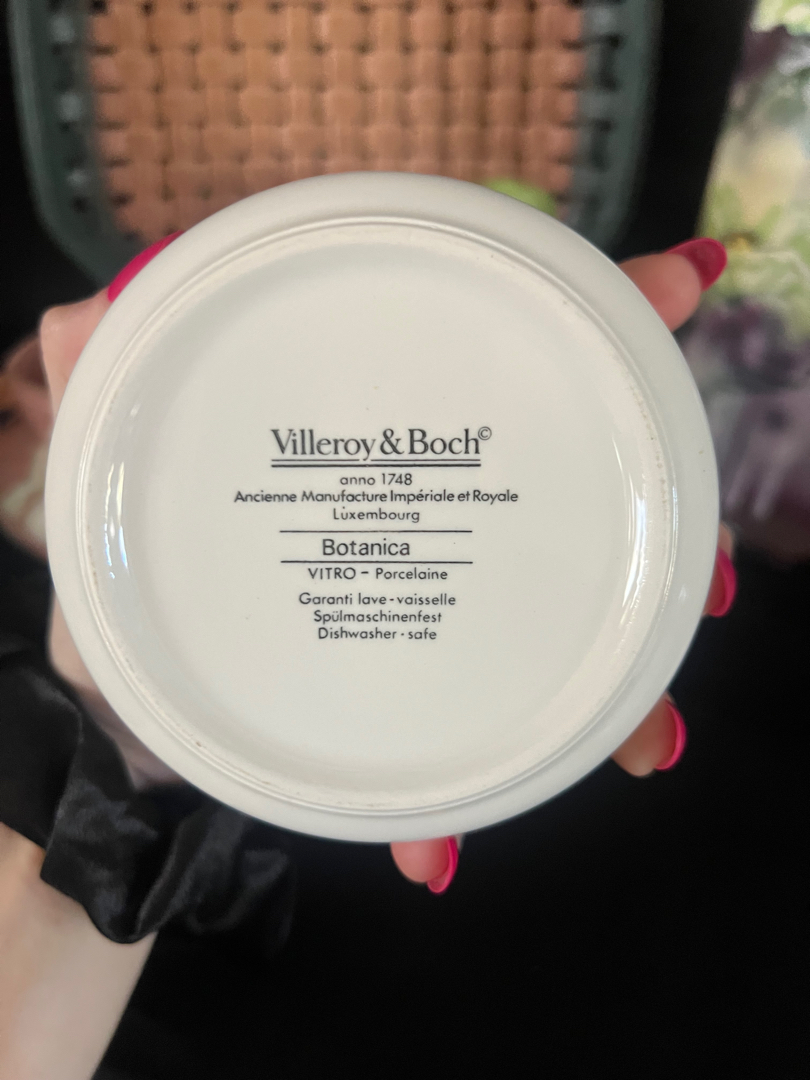 Villeroy & Boch©
anno 1748
Ancienne Manufacture Impériale et Royale
Luxembourg
Botanica
VITRO - Porcelaine
Garanti lave-vaisselle
Spülmaschinenfest
Dishwasher-safe